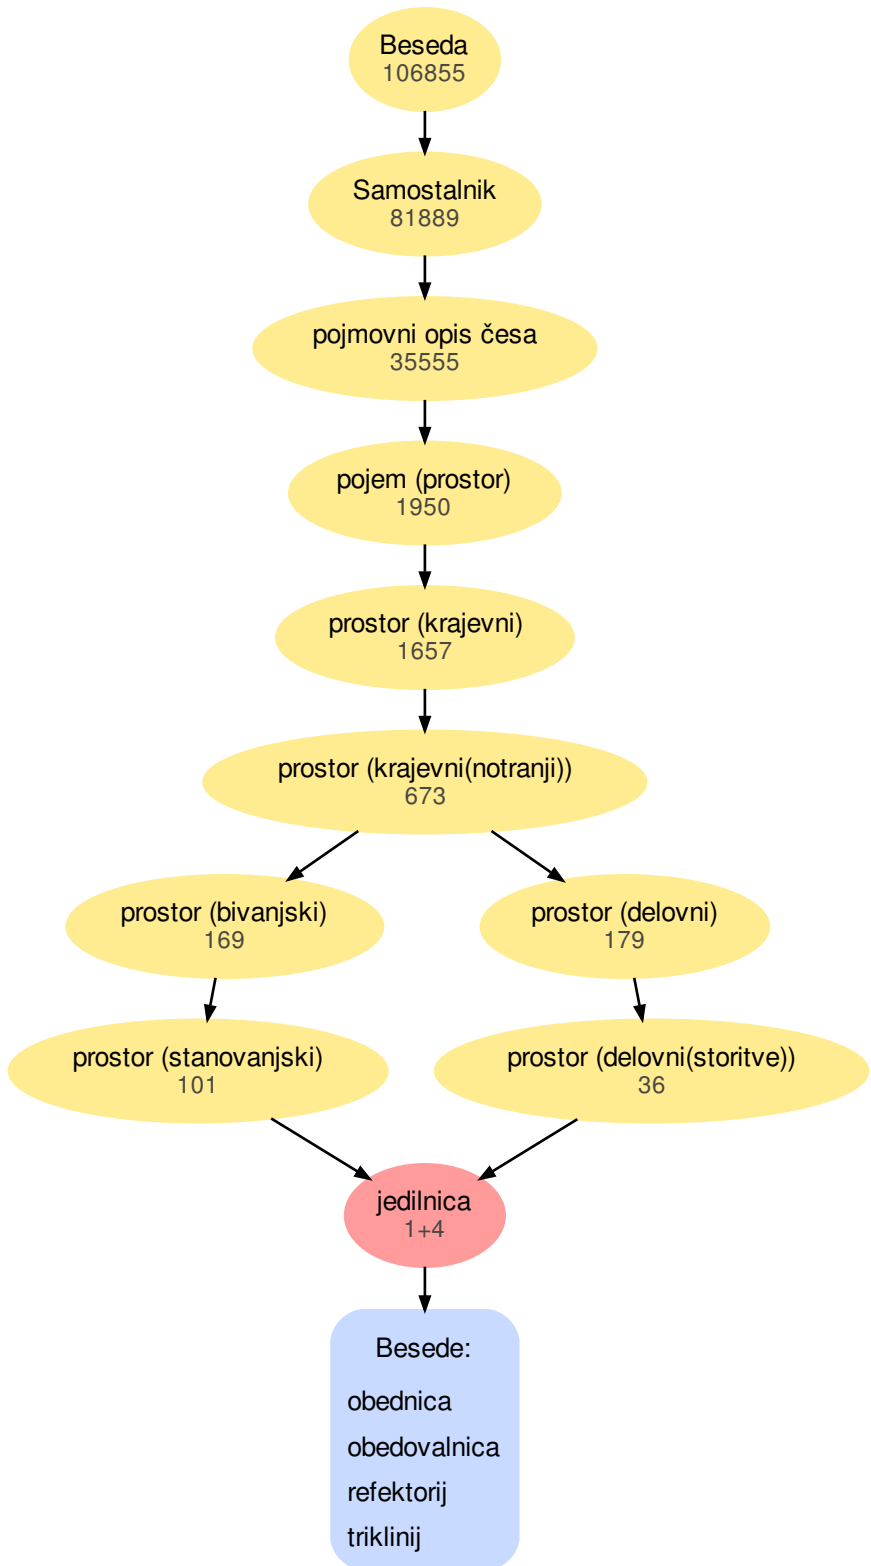 Beseda
106855
Samostalnik
81889
pojmovni opis česa
35555
pojem (prostor)
1950
prostor (krajevni)
1657
prostor (krajevni(notranji))
673
prostor (bivanjski)
169
prostor (delovni)
179
prostor (stanovanjski)
101
prostor (delovni(storitve))
36
jedilnica
1+4
Besede:
obednica
obedovalnica
refektorij
triklinij